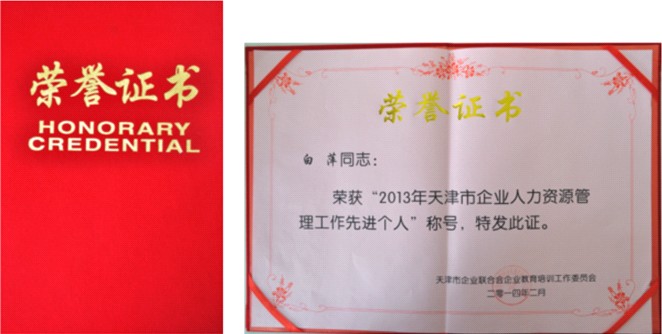 荣誉证书
HONORARY
CREDENTIAL
荣誉证书
白萍同志：
荣获“2013年天津市企业人力资源管
理工作先进个人”称号，特发此证。
天津市企业联合会企业教育培训工作委员会
二零一四年二月